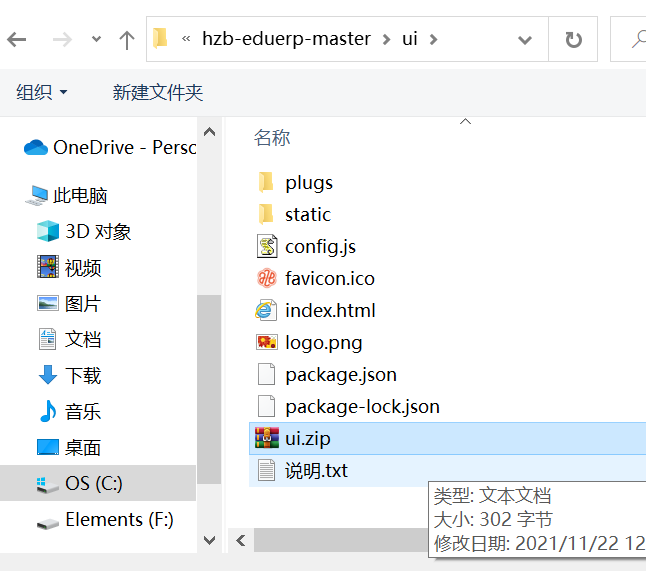 « hzb-eduerp-master > ui >
组织 新建文件夹
OneDrive - Perso
此电脑
3D 对象
视频
图片
文档
下载
音乐
桌面
OS (C:)
Elements (F:)
名称
plugs
static
config.js
favicon.ico
index.html
logo.png
package.json
package-lock.json
ui.zip
说明.txt
类型: 文本文档
大小: 302 字节
修改日期: 2021/11/22 12